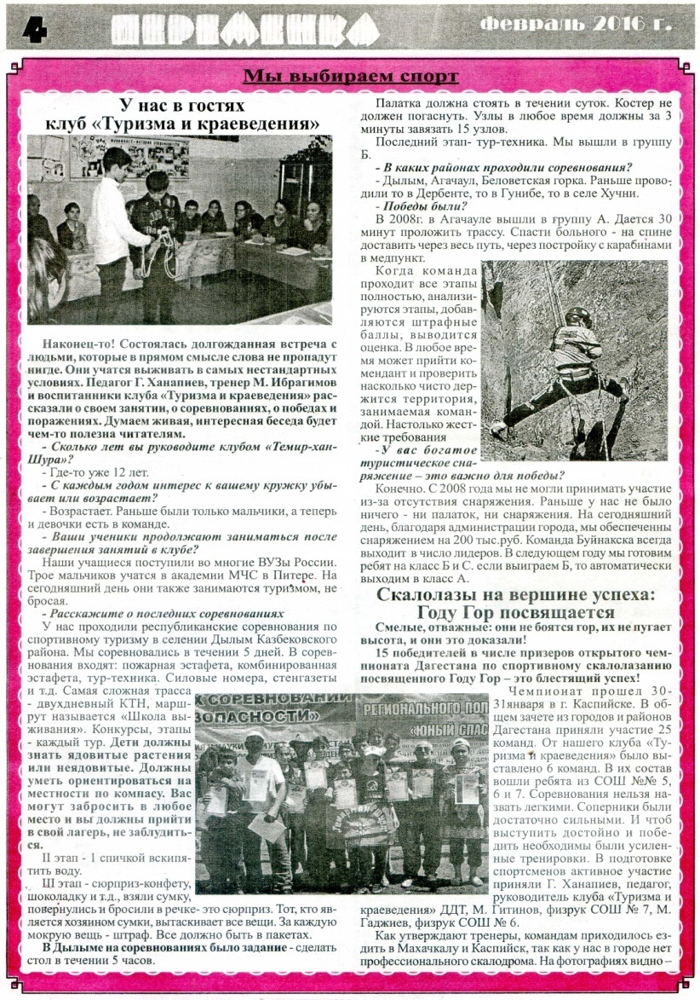 4
ПЕРЕМЕНКА
Февраль 2016 г.
Мы выбираем спорт
У нас в гостях
клуб «Туризма и краеведения»
Наконец-то! Состоялась долгожданная встреча с
людьми, которые в прямом смысле слова не пропадут
нигде. Они учатся выживать в самых нестандартных
условиях. Педагог Г. Ханапиев, тренер М. Ибрагимов
и воспитанники клуба «Туризма и краеведения» рас-
сказали о своем занятии, о соревнованиях, о победах и
поражениях. Думаем живая, интересная беседа будет
чем-то полезна читателям.
- Сколько лет вы руководите клубом «Темир-хан-
Шура»?
- Где-то уже 12 лет.
- С каждым годом интерес к вашему кружку убы-
вает или возрастает?
- Возрастает. Раньше были только мальчики, а теперь
и девочки есть в команде.
- Ваши ученики продолжают заниматься после
завершения занятий в клубе?
Наши учащиеся поступили во многие ВУЗы России.
Трое мальчиков учатся в академии МЧС в Питере. На
сегодняшний день они также занимаются туризмом, не
бросая.
- Расскажите о последних соревнованиях
У нас проходили республиканские соревнования по
спортивному туризму в селении Дылым Казбековского
района. Мы соревновались в течении 5 дней. В сорев-
нования входят: пожарная эстафета, комбинированная
эстафета, тур-техника. Силовые номера, стенгазеты
и т.д. Самая сложная трасса
- двухдневный КТН, марш-
рут называется «Школа вы-
живания». Конкурсы, этапы
- каждый тур. Дети должны
знать ядовитые растения
или неядовитые. Должны
уметь ориентироваться на
местности по компасу. Вас
могут забросить в любое
место и вы должны прийти
в свой лагерь, не заблудить-
ся.
II этап - 1 спичкой вскипя-
тить воду.
III этап - сюрприз-конфету,
шоколадку и т.д., взяли сумку,
повернулись и бросили в речке- это сюрприз. Тот, кто яв-
ляется хозяином сумки, вытаскивает все вещи. За каждую
мокрую вещь - штраф. Все должно быть в пакетах.
В Дылыме на соревнованиях было задание - сделать
стол в течении 5 часов.
Х СОРЕВНОВАНИЙ
ЗОПАСНОСТИ»
РЕГИОНАЛЬНОГО ПОЛ
«ЮНЫЙ СПАС
Палатка должна стоять в течении суток. Костер не
должен погаснуть. Узлы в любое время должны за 3
минуты завязать 15 узлов.
Последний этап- тур-техника. Мы вышли в группу
Б.
- В каких районах проходили соревнования?
- Дылым, Агачаул, Беловетская горка. Раньше прово-
дили то в Дербенте, то в Гунибе, то в селе Хучни.
- Победы были?
В 2008г. в Агачауле вышли в группу А. Дается 30
минут проложить трассу. Спасти больного - на спине
доставить через весь путь, через постройку с карабинами
в медпункт.
Когда команда
проходит все этапы
полностью, анализи-
руются этапы, добав-
ляются штрафные
баллы, выводится
оценка. В любое вре-
мя может прийти ко-
мендант и проверить
насколько чисто дер-
жится территория,
занимаемая коман-
дой. Настолько жест-
кие требования
-У вас богатое
туристическое сна-
ряжение – это важно для победы?
Конечно. С 2008 года мы не могли принимать участие
из-за отсутствия снаряжения. Раньше у нас не было
ничего - ни палаток, ни снаряжения. На сегодняшний
день, благодаря администрации города, мы обеспеченны
снаряжением на 200 тыс.руб. Команда Буйнакска всегда
выходит в число лидеров. В следующем году мы готовим
ребят на класс Б и С. если выиграем Б, то автоматически
выходим в класс А.
Скалолазы на вершине успеха:
Году Гор посвящается
Смелые, отважные: они не боятся гор, их не пугает
высота, и они это доказали!
15 победителей в числе призеров открытого чем-
пионата Дагестана по спортивному скалолазанию
посвященного Году Гор – это блестящий успех!
Чемпионат прошел 30-
31января в г. Каспийске. В об-
щем зачете из городов и районов
Дагестана приняли участие 25
команд. От нашего клуба «Ту-
ризма и краеведения» было вы-
ставлено 6 команд. В их состав
вошли ребята из СОШ №№ 5,
6 и 7. Соревнования нельзя на-
звать легкими. Соперники были
достаточно сильными. И чтоб
выступить достойно и побе-
дить необходимы были усилен-
ные тренировки. В подготовке
спортсменов активное участие
приняли Г. Ханапиев, педагог,
руководитель клуба «Туризма и
краеведения» ДДТ, М. Гитинов, физрук СОШ № 7, М.
Гаджиев, физрук СОШ № 6.
Как утверждают тренеры, командам приходилось ез-
дить в Махачкалу и Каспийск, так как у нас в городе нет
профессионального скалодрома. На фотографиях видно –